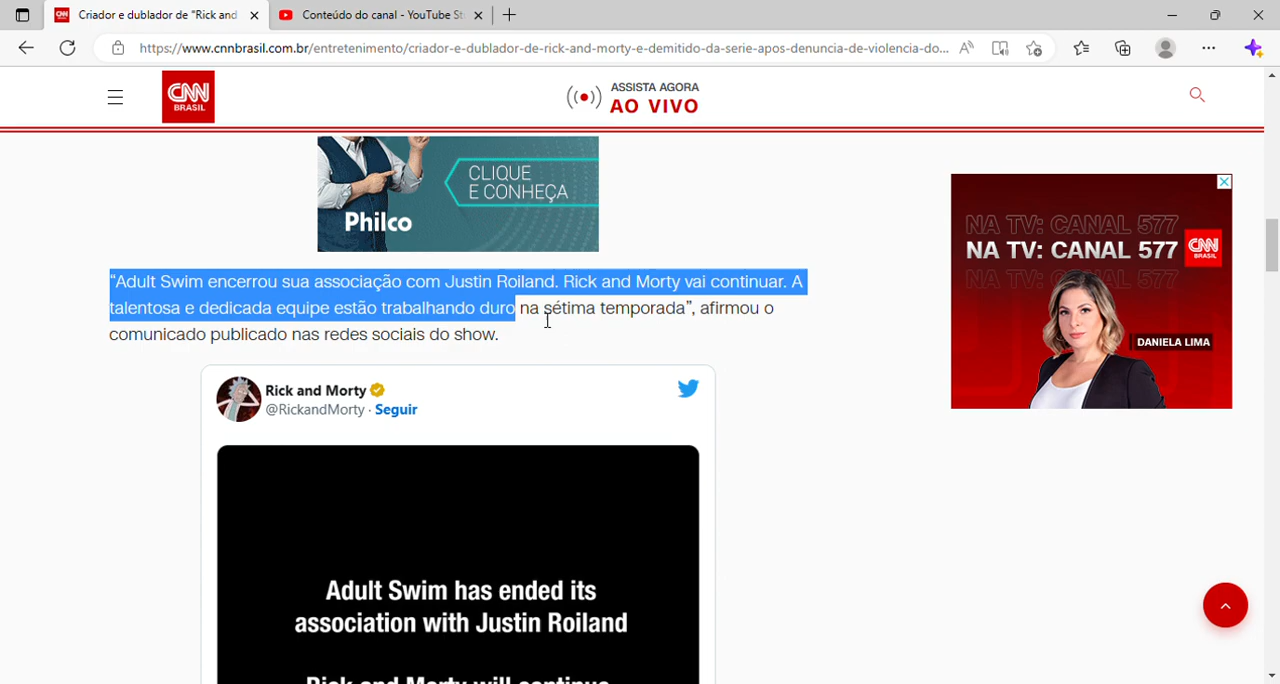 Criador e dublador de "Rick and
Conteúdo do canal - YouTube St
https://www.cnnbrasil.com.br/entretenimento/criador-e-dublador-de-rick-and-morty-e-demitido-da-serie-apos-denuncia-de-violencia-do...
CNN
BRASIL
ASSISTA AGORA
AO VIVO
CLIQUE
E CONHEÇA
Philco
“Adult Swim encerrou sua associação com Justin Roiland. Rick and Morty vai continuar. A
talentosa e dedicada equipe estão trabalhando duro na sétima temporada”, afirmou o
comunicado publicado nas redes sociais do show.
Rick and Morty
@RickandMorty · Seguir
Adult Swim has ended its
association with Justin Roiland
Rick and Morty will continue
NA TV: CANAL 577
NA TV: CANAL 577
NA TV: CANAL 577
CNN
BRASIL
DANIELA LIMA